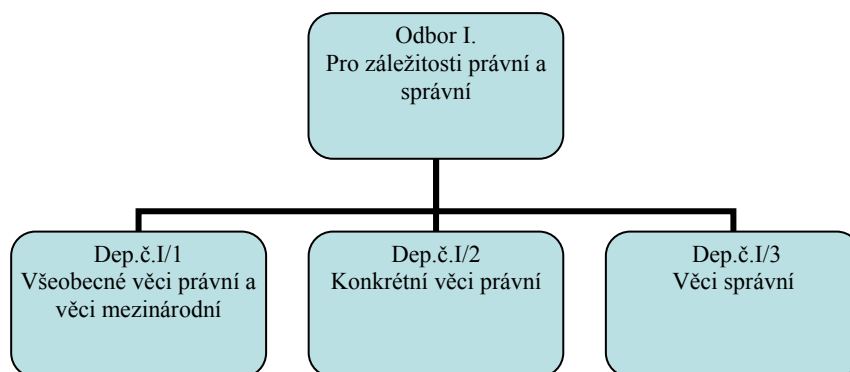 Odbor I.
Pro záležitosti právní a
správní
Dep.č.I/1
Všeobecné věci právní a
věci mezinárodní
Dep.č.I/2
Konkrétní věci právní
Dep.č.I/3
Věci správní